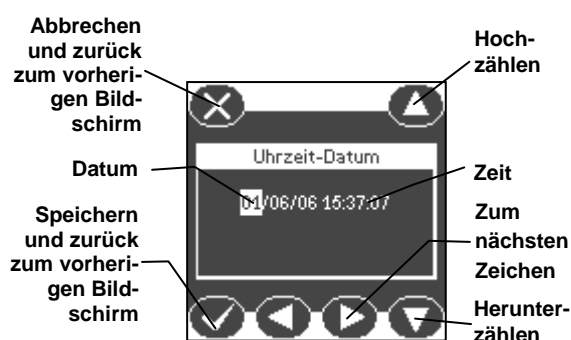 Abbrechen
und zurück
zum vorheri-
gen Bild-
schirm
Hoch-
zählen
Uhrzeit-Datum
Datum
01/06/06 15:37:07
Zeit
Speichern
und zurück
zum vorheri-
gen Bild-
schirm
Zum
nächsten
Zeichen
Herunter-
zählen